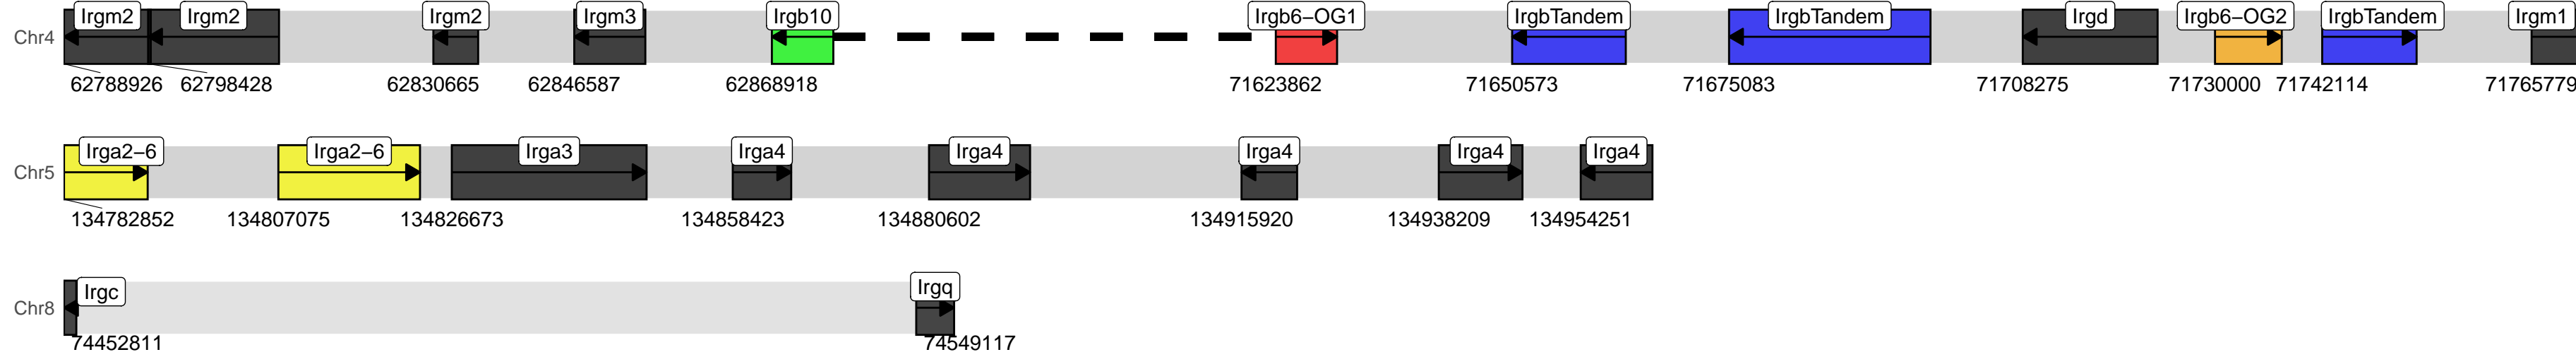 Irgm2 Irgm2 Irgm2 Irgm3 Irgb10 Irgb6−OG1 IrgbTandem IrgbTandem Irgd Irgb6−OG2 IrgbTandem Irgm1
Chr4
62788926 62798428 62830665 62846587 62868918 71623862 71650573 71675083 71708275 71730000 71742114 71765779
Irga2−6 Irga2−6 Irga3 Irga4 Irga4 Irga4 Irga4 Irga4
Chr5
134782852 134807075 134826673 134858423 134880602 134915920 134938209 134954251
Irgc Irgq
Chr8
74452811 74549117